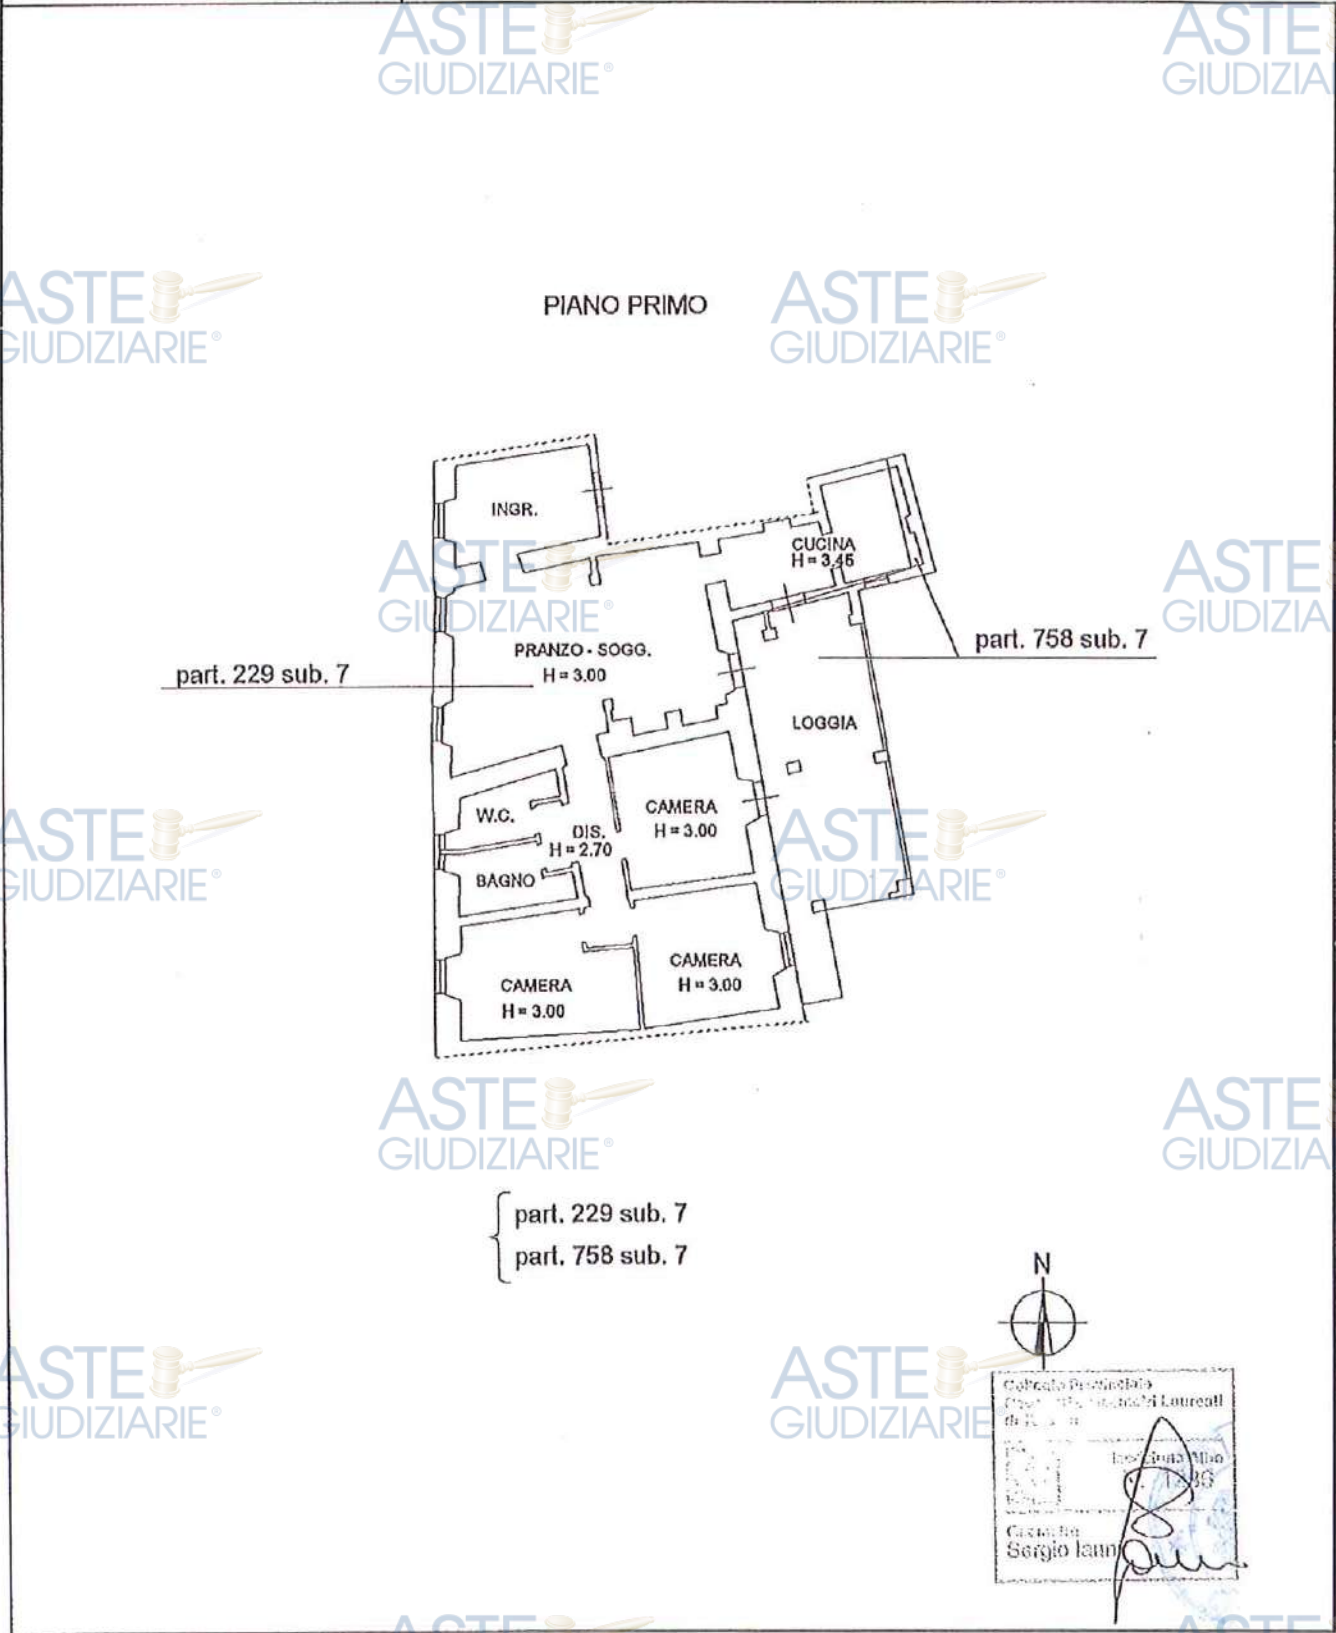 ASTE
GIUDIZIARIE®
ASTE
GIUDIZIA
PIANO PRIMO
ASTE
GIUDIZIARIE®
ASTE
GIUDIZIARIE®
INGR.
CUCINA
H = 3.45
ASTE
GIUDIZIARIE®
ASTE
GIUDIZIA
part. 758 sub. 7
PRANZO - SOGG.
H = 3.00
part. 229 sub. 7
LOGGIA
CAMERA
H = 3.00
W.C.
DIS.
H = 2.70
BAGNO
ASTE
GIUDIZIARIE®
ASTE
GIUDIZIARIE®
CAMERA
H = 3.00
CAMERA
H = 3.00
ASTE
GIUDIZIARIE®
ASTE
GIUDIZIA
part. 229 sub. 7
part. 758 sub. 7
N
ASTE
GIUDIZIARIE®
ASTE
GIUDIZIARIE
Laureati
Sergio
ASTE
ASTE